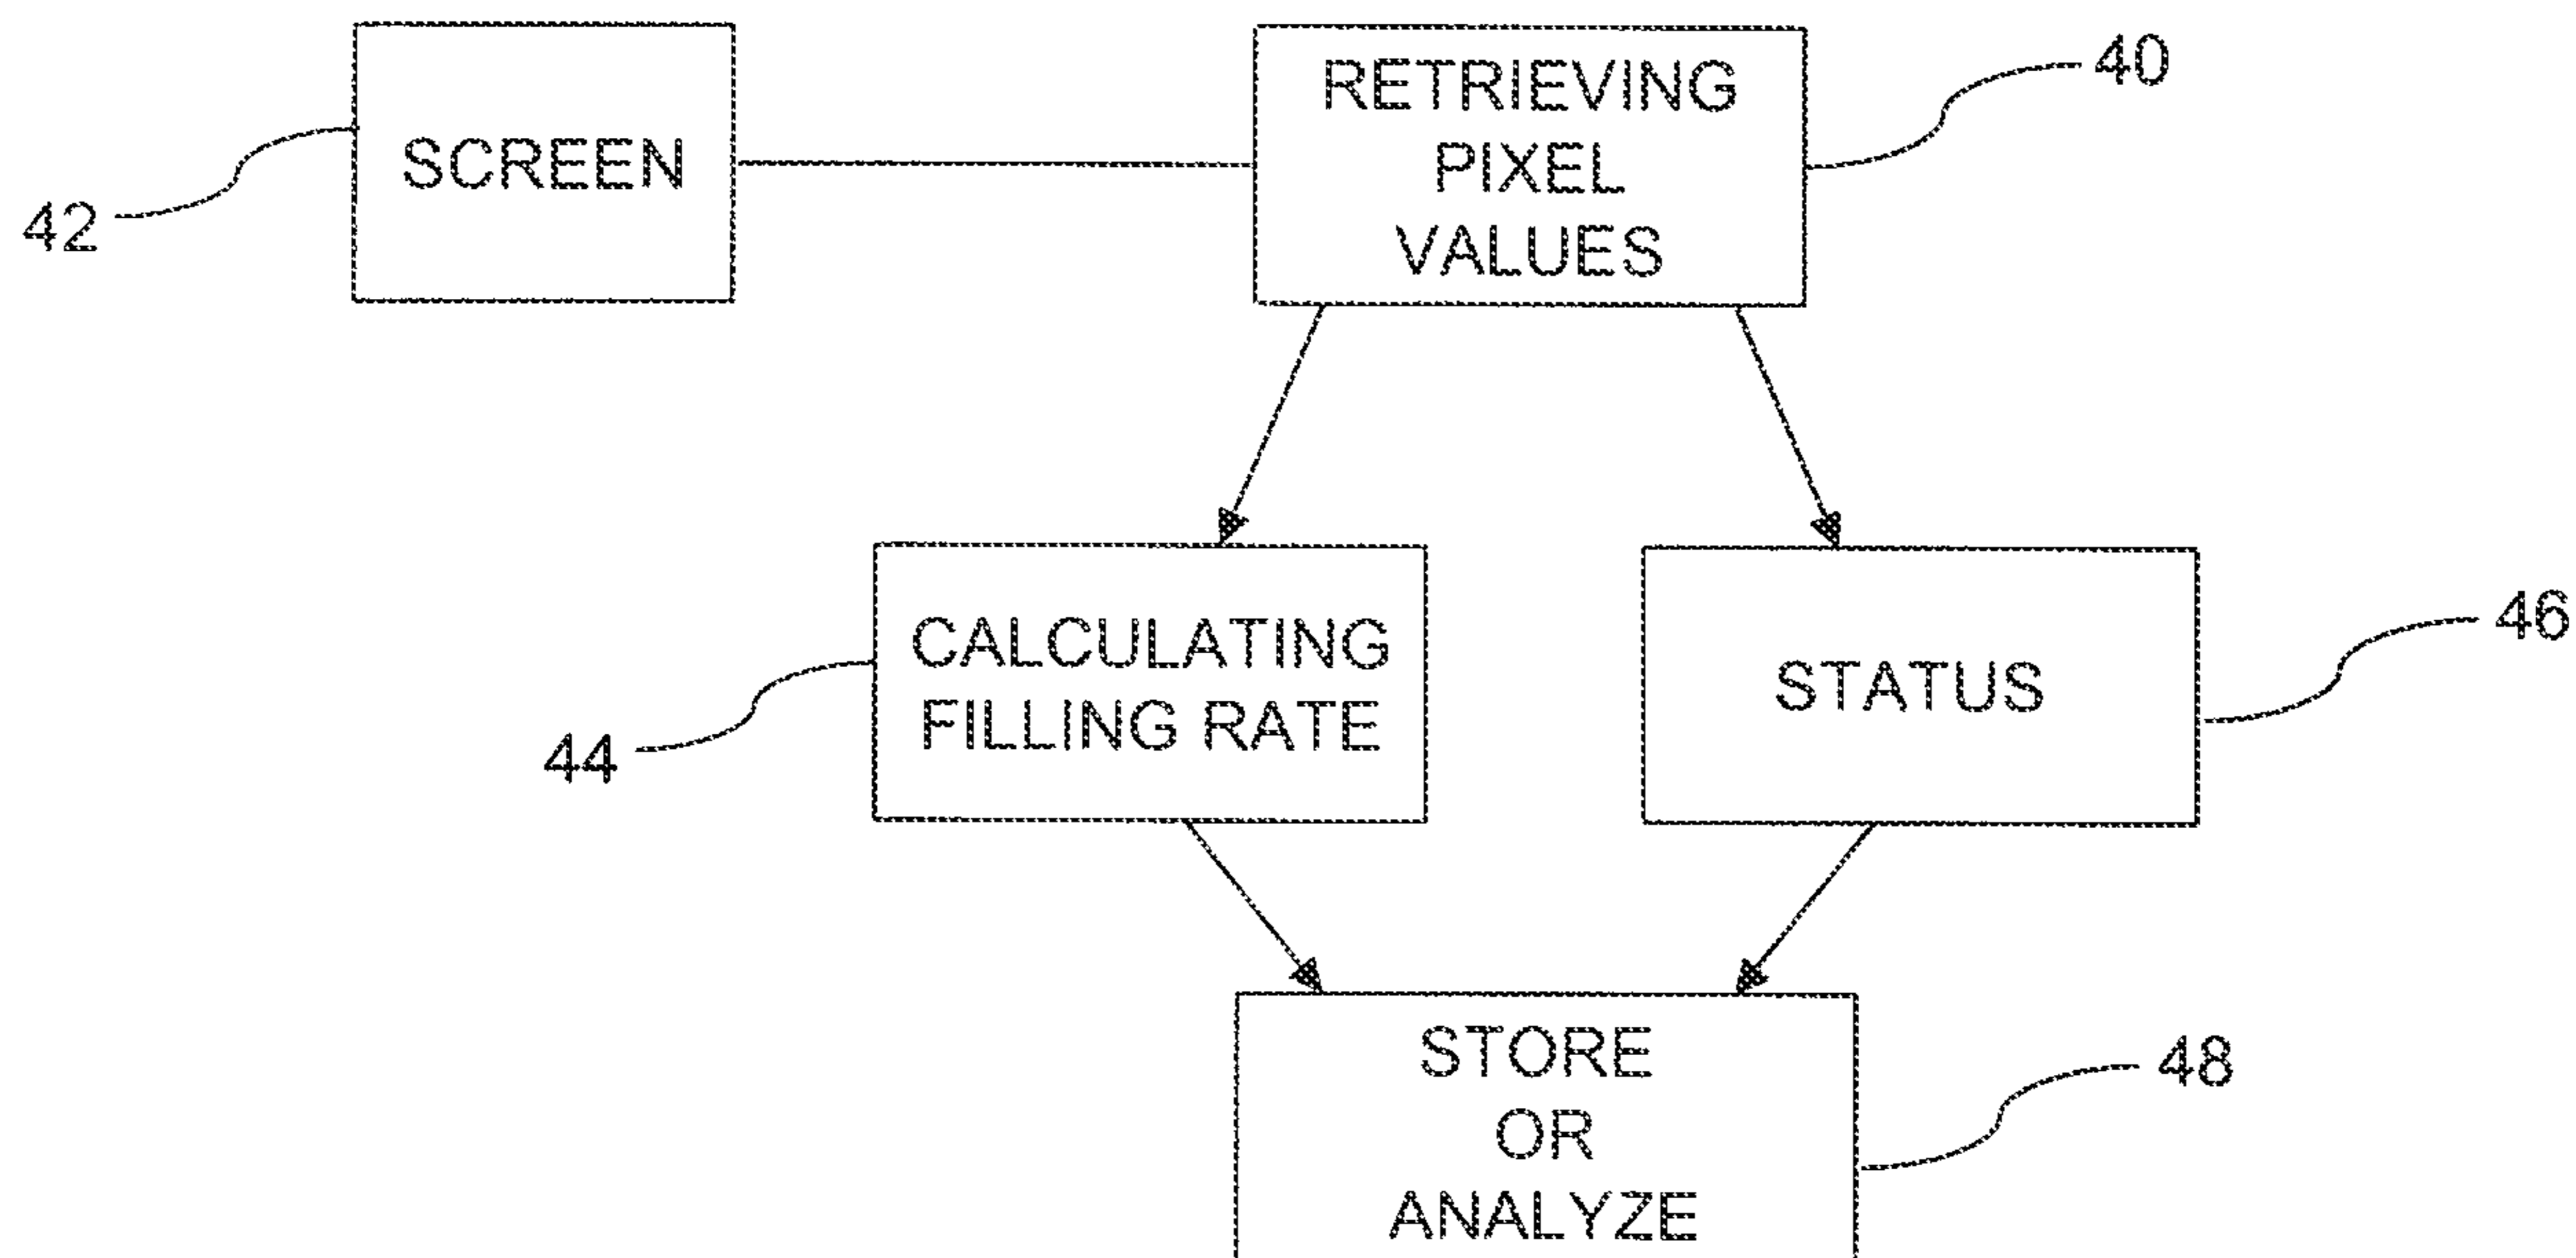 SCREEN
42
RETRIEVING
PIXEL
VALUES
40
CALCULATING
FILLING RATE
44
STATUS
46
STORE
OR
ANALYZE
48